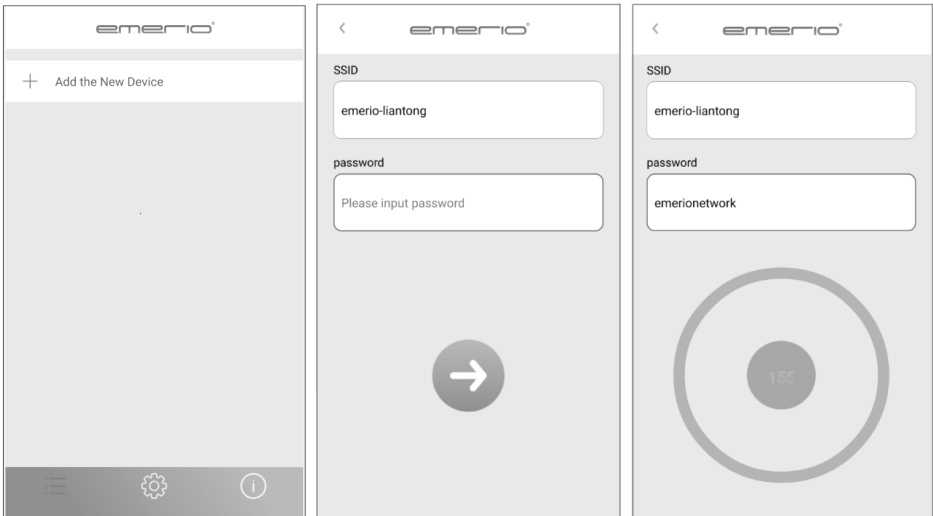 emerio®
Add the New Device
emerio®
SSID
emerio-liantong
password
Please input password
emerio®
SSID
emerio-liantong
password
emerionetwork
155